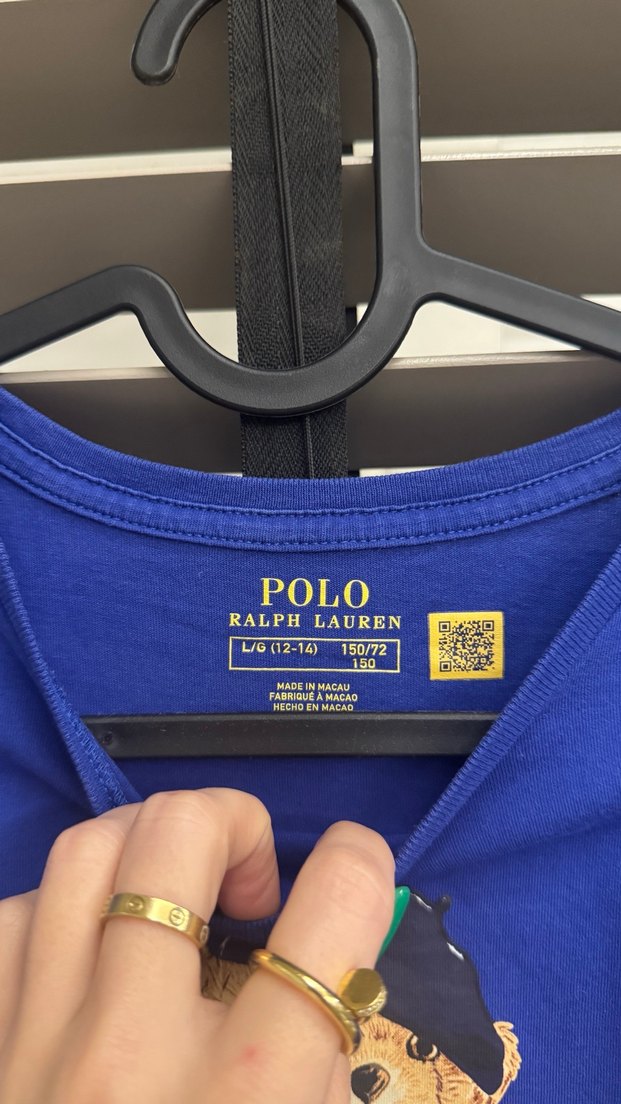 POLO
RALPH LAUREN
L/G (12-14) 150/72
150
MADE IN MACAU
FABRIQUÉ À MACAO
HECHO EN MACAO